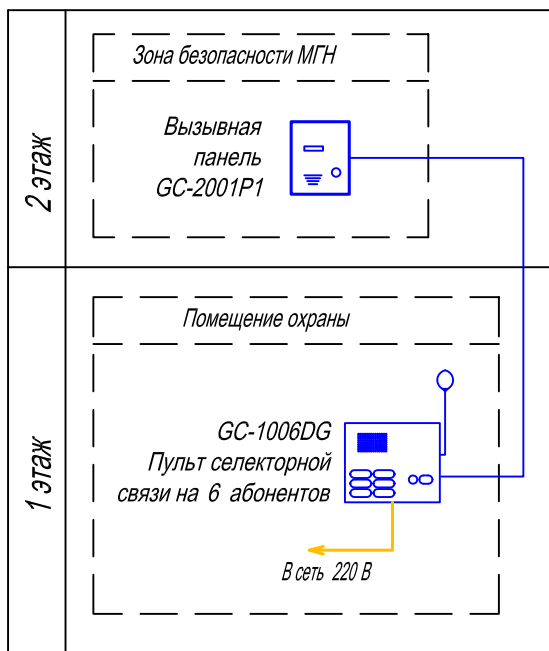 2 этаж
Зона безопасности МГН
Вызывная
панель
GC-2001P1
1 этаж
Помещение охраны
GC-1006DG
Пульт селекторной
связи на 6 абонентов
В сеть 220 В